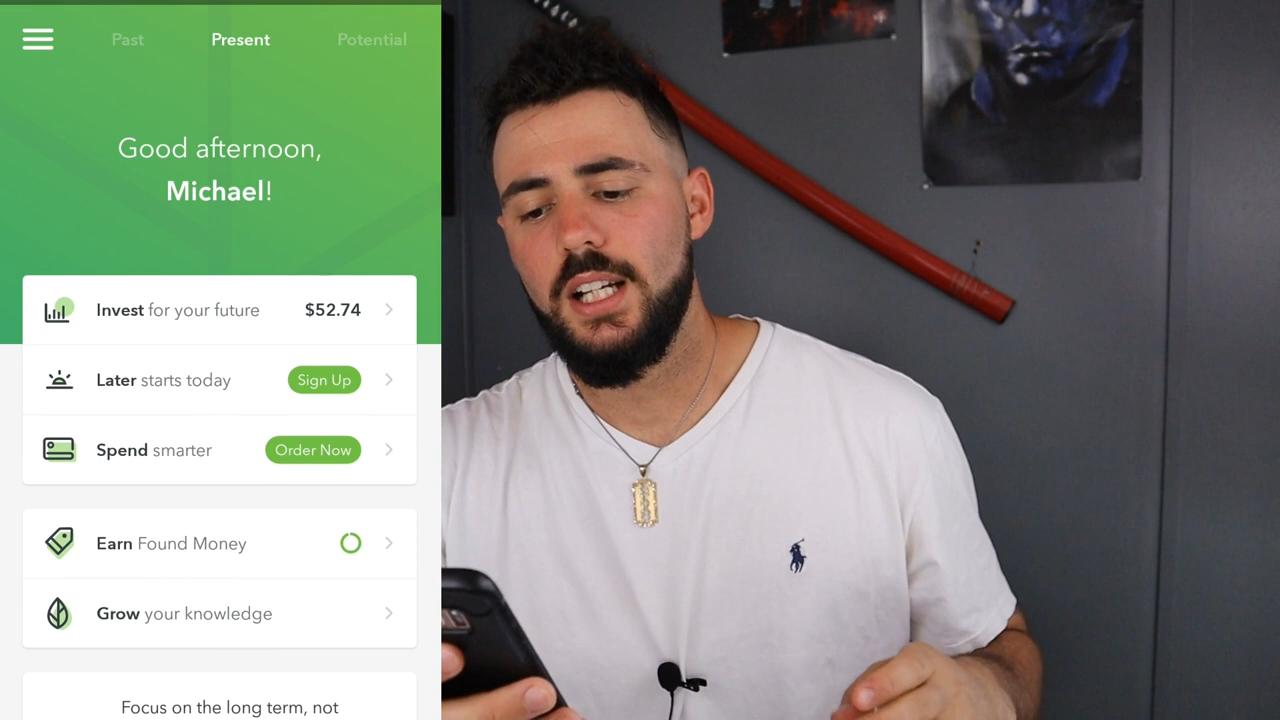 Past Present Potential
Good afternoon,
Michael!
Invest for your future $52.74
Later starts today Sign Up
Spend smarter Order Now
Earn Found Money
Grow your knowledge
Focus on the long term, not